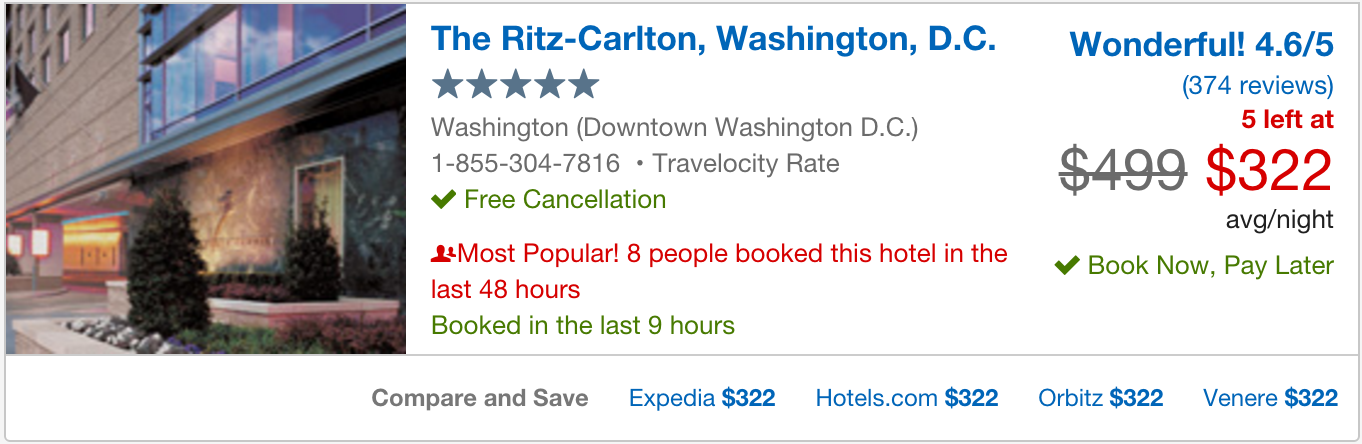 The Ritz-Carlton, Washington, D.C.
Washington (Downtown Washington D.C.)
1-855-304-7816 • Travelocity Rate
Free Cancellation
Most Popular! 8 people booked this hotel in the
last 48 hours
Booked in the last 9 hours
Wonderful! 4.6/5
(374 reviews)
5 left at
$499 $322
avg/night
Book Now, Pay Later
Compare and Save Expedia $322 Hotels.com $322 Orbitz $322 Venere $322